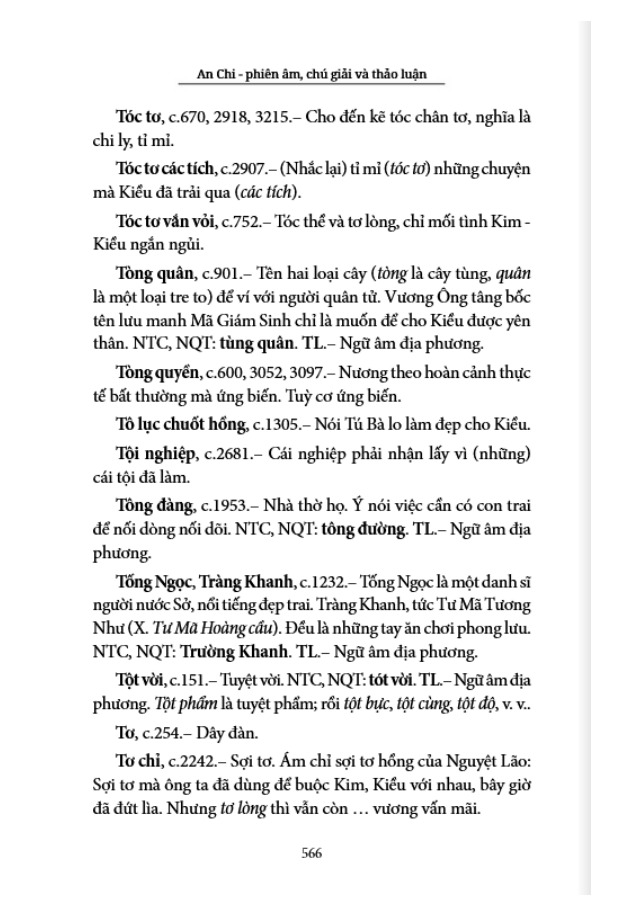 An Chi - phiên âm, chú giải và thảo luận
Tóc tơ, c.670, 2918, 3215.– Cho đến kẽ tóc chân tơ, nghĩa là
chi ly, tỉ mỉ.
Tóc tơ các tích, c.2907.– (Nhắc lại) tỉ mỉ (tóc tơ) những chuyện
mà Kiều đã trải qua (các tích).
Tóc tơ vắn vỏi, c.752.– Tóc thề và tơ lòng, chỉ mối tình Kim -
Kiều ngắn ngủi.
Tòng quân, c.901.– Tên hai loại cây (tòng là cây tùng, quân
là một loại tre to) để ví với người quân tử. Vương Ông tâng bốc
tên lưu manh Mã Giám Sinh chỉ là muốn để cho Kiều được yên
thân. NTC, NQT: tùng quân. TL.– Ngữ âm địa phương.
Tòng quyền, c.600, 3052, 3097.– Nương theo hoàn cảnh thực
tế bất thường mà ứng biến. Tuỳ cơ ứng biến.
Tô lục chuốt hồng, c.1305.– Nói Tú Bà lo làm đẹp cho Kiều.
Tội nghiệp, c.2681.– Cái nghiệp phải nhận lấy vì (những)
cái tội đã làm.
Tông đàng, c.1953.– Nhà thờ họ. Ý nói việc cần có con trai
để nối dòng nối dõi. NTC, NQT: tông đường. TL.– Ngữ âm địa
phương.
Tống Ngọc, Tràng Khanh, c.1232.– Tống Ngọc là một danh sĩ
người nước Sở, nổi tiếng đẹp trai. Tràng Khanh, tức Tư Mã Tương
Như (X. Tư Mã Hoàng cầu). Đều là những tay ăn chơi phong lưu.
NTC, NQT: Trường Khanh. TL.– Ngữ âm địa phương.
Tột vời, c.151.– Tuyệt vời. NTC, NQT: tót vời. TL.– Ngữ âm địa
phương. Tột phẩm là tuyệt phẩm; rồi tột bực, tột cùng, tột độ, v. v..
Tơ, c.254.– Dây đàn.
Tơ chỉ, c.2242.– Sợi tơ. Ám chỉ sợi tơ hồng của Nguyệt Lão:
Sợi tơ mà ông ta đã dùng để buộc Kim, Kiều với nhau, bây giờ
đã đứt lìa. Nhưng tơ lòng thì vẫn còn … vương vấn mãi.
566